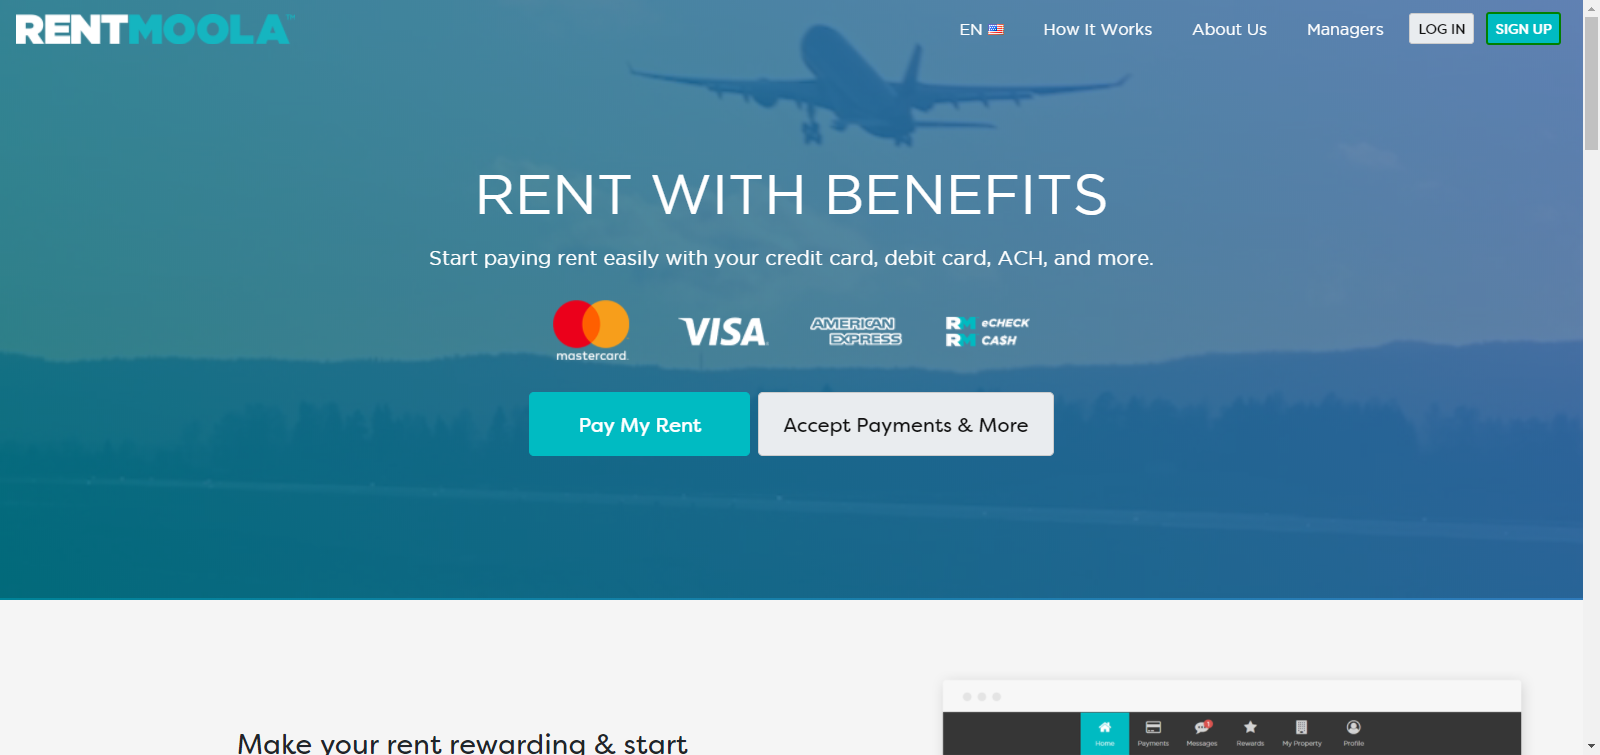 RENTMOOLA™
EN
How It Works
About Us
Managers
LOG IN
SIGN UP
RENT WITH BENEFITS
Start paying rent easily with your credit card, debit card, ACH, and more.
mastercard.
VISA
AMERICAN
EXPRESS
RM eCHECK
RM CA$H
Pay My Rent
Accept Payments & More
Make your rent rewarding & start
1
Home
Payments
Messages
Rewards
My Property
Profile